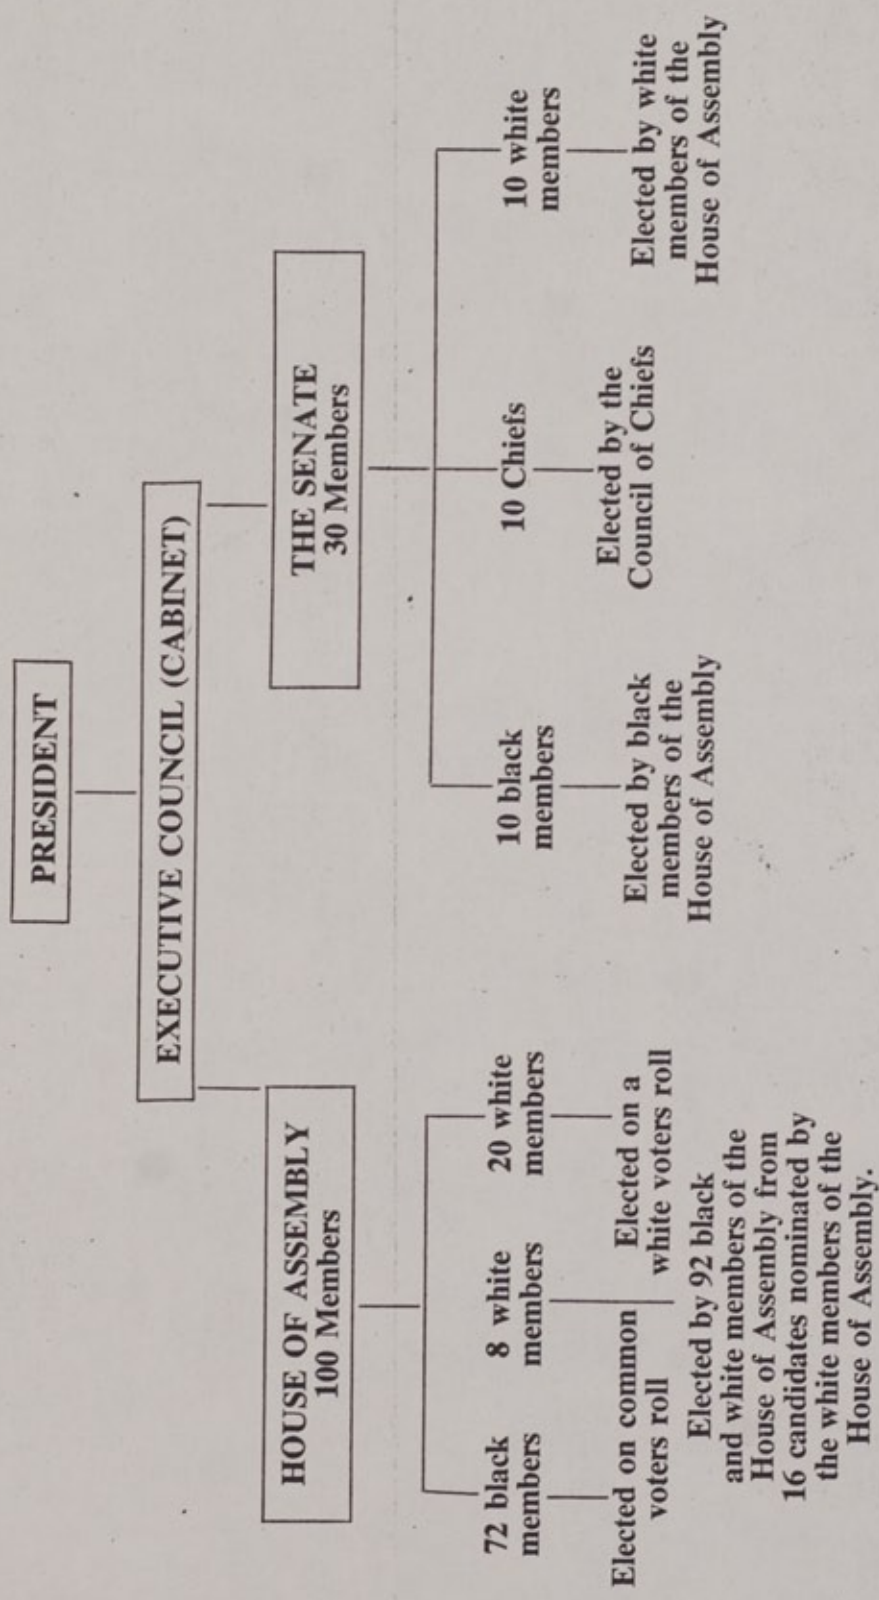 PRESIDENT
EXECUTIVE COUNCIL (CABINET)
HOUSE OF ASSEMBLY
100 Members
72 black
members
Elected on common
voters roll
8 white
members
Elected by 92 black
and white members of the
House of Assembly from
16 candidates nominated by
the white members of the
House of Assembly.
20 white
members
Elected on a
white voters roll
THE SENATE
30 Members
10 black
members
Elected by black
members of the
House of Assembly
10 Chiefs
Elected by the
Council of Chiefs
10 white
members
Elected by white
members of the
House of Assembly